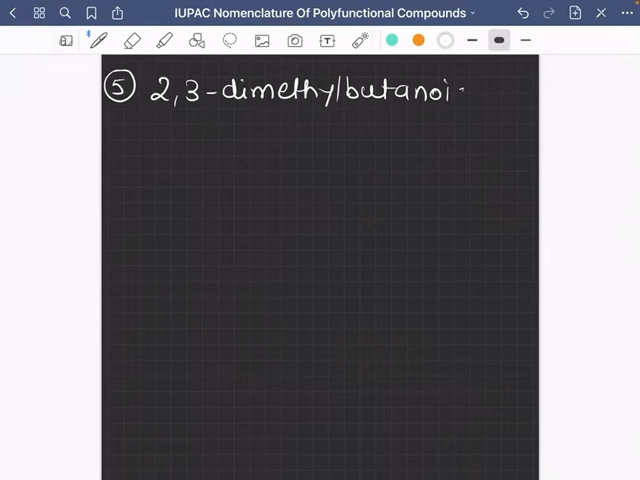 IUPAC Nomenclature Of Polyfunctional Compounds
5 2,3-dimethylbutanoi